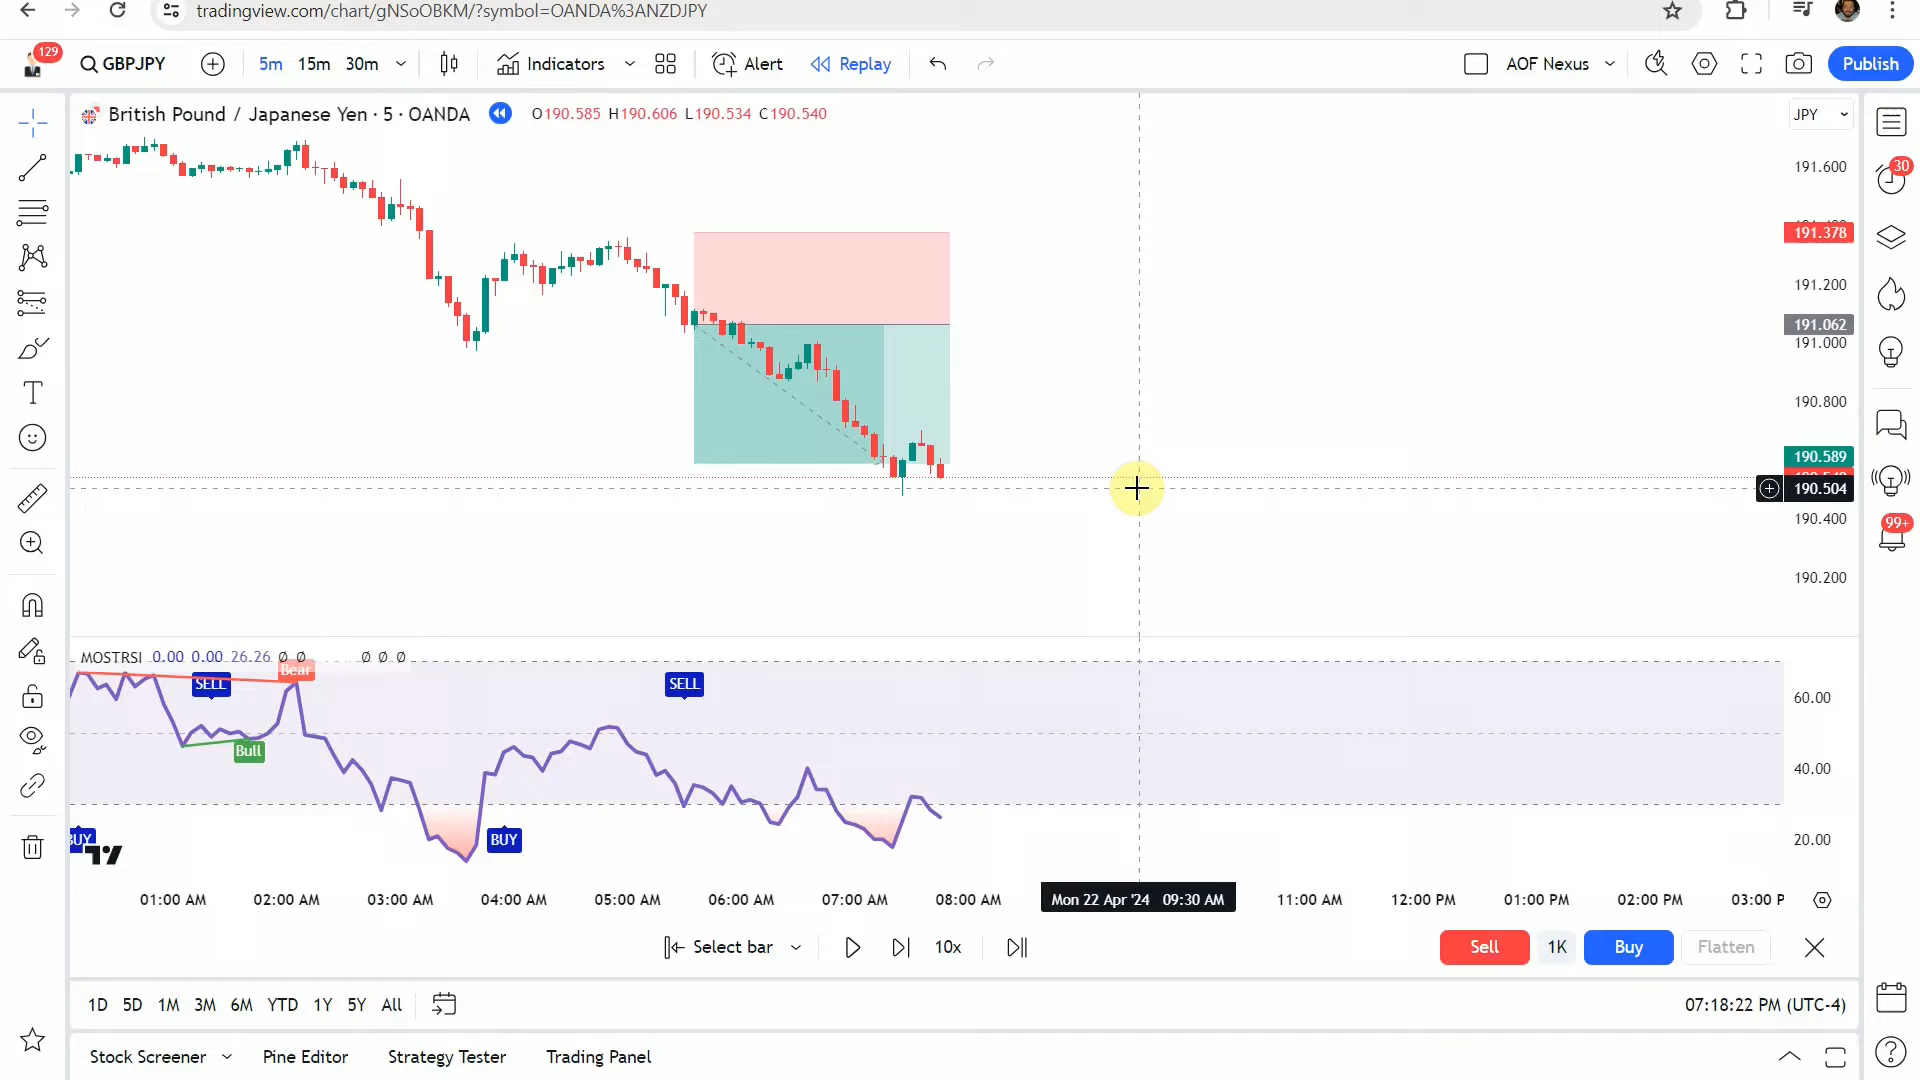 tradingview.com/chart/gNSoOBKM/?symbol=OANDA%3ANZDJPY
129
GBPJPY
5m 15m 30m
Indicators
Alert
Replay
AOF Nexus
Publish
British Pound / Japanese Yen · 5 · OANDA
O190.585 H190.606 L190.534 C190.540
JPY
191.600
30
191.378
191.200
191.062
191.000
190.800
190.589
190.504
190.400
99+
190.200
MOSTRSI 0.00 0.00 26.26 Ø Ø Ø Ø Ø
Bear
SELL
SELL
60.00
Bull
40.00
BUY
BUY
20.00
01:00 AM 02:00 AM 03:00 AM 04:00 AM 05:00 AM 06:00 AM 07:00 AM 08:00 AM Mon 22 Apr '24 09:30 AM 11:00 AM 12:00 PM 01:00 PM 02:00 PM 03:00 P
Select bar
10x
Sell 1K Buy Flatten
1D 5D 1M 3M 6M YTD 1Y 5Y All
07:18:22 PM (UTC-4)
Stock Screener Pine Editor Strategy Tester Trading Panel